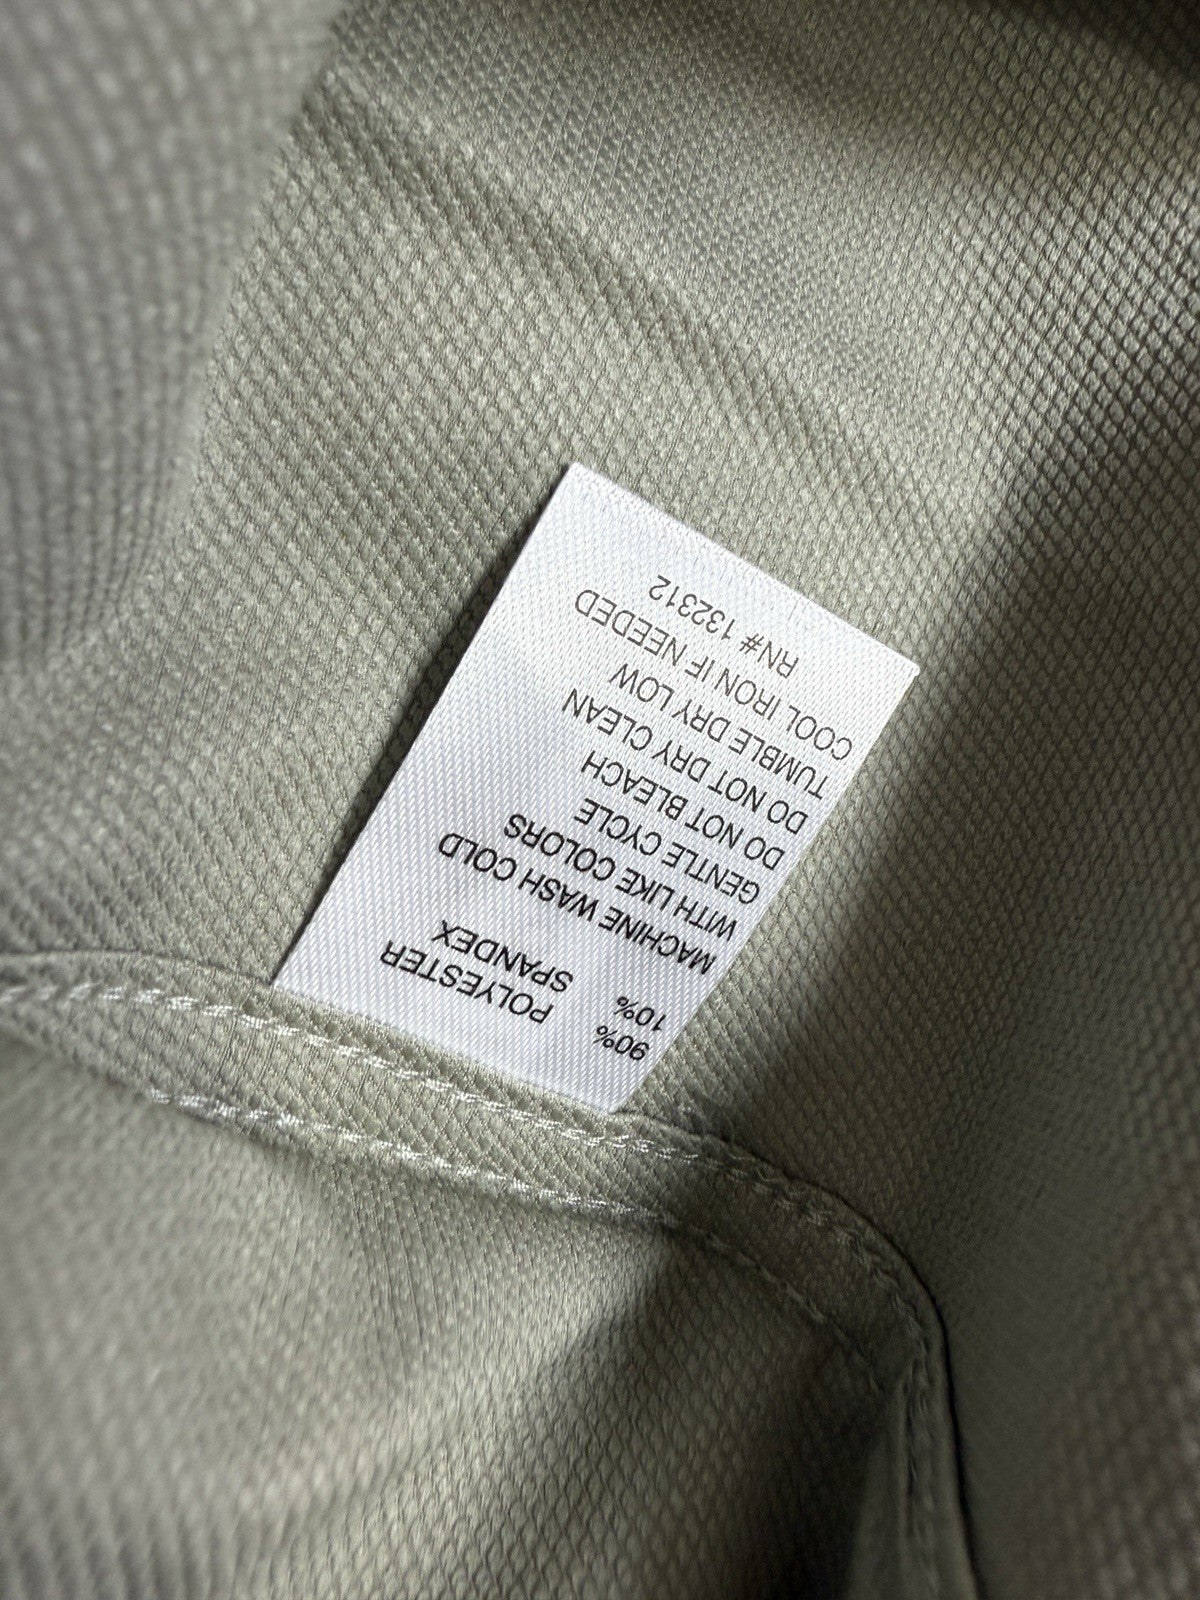 90% POLYESTER
10% SPANDEX
MACHINE WASH COLD
WITH LIKE COLORS
GENTLE CYCLE
DO NOT BLEACH
DO NOT DRY CLEAN
TUMBLE DRY LOW
COOL IRON IF NEEDED
RN# 132312